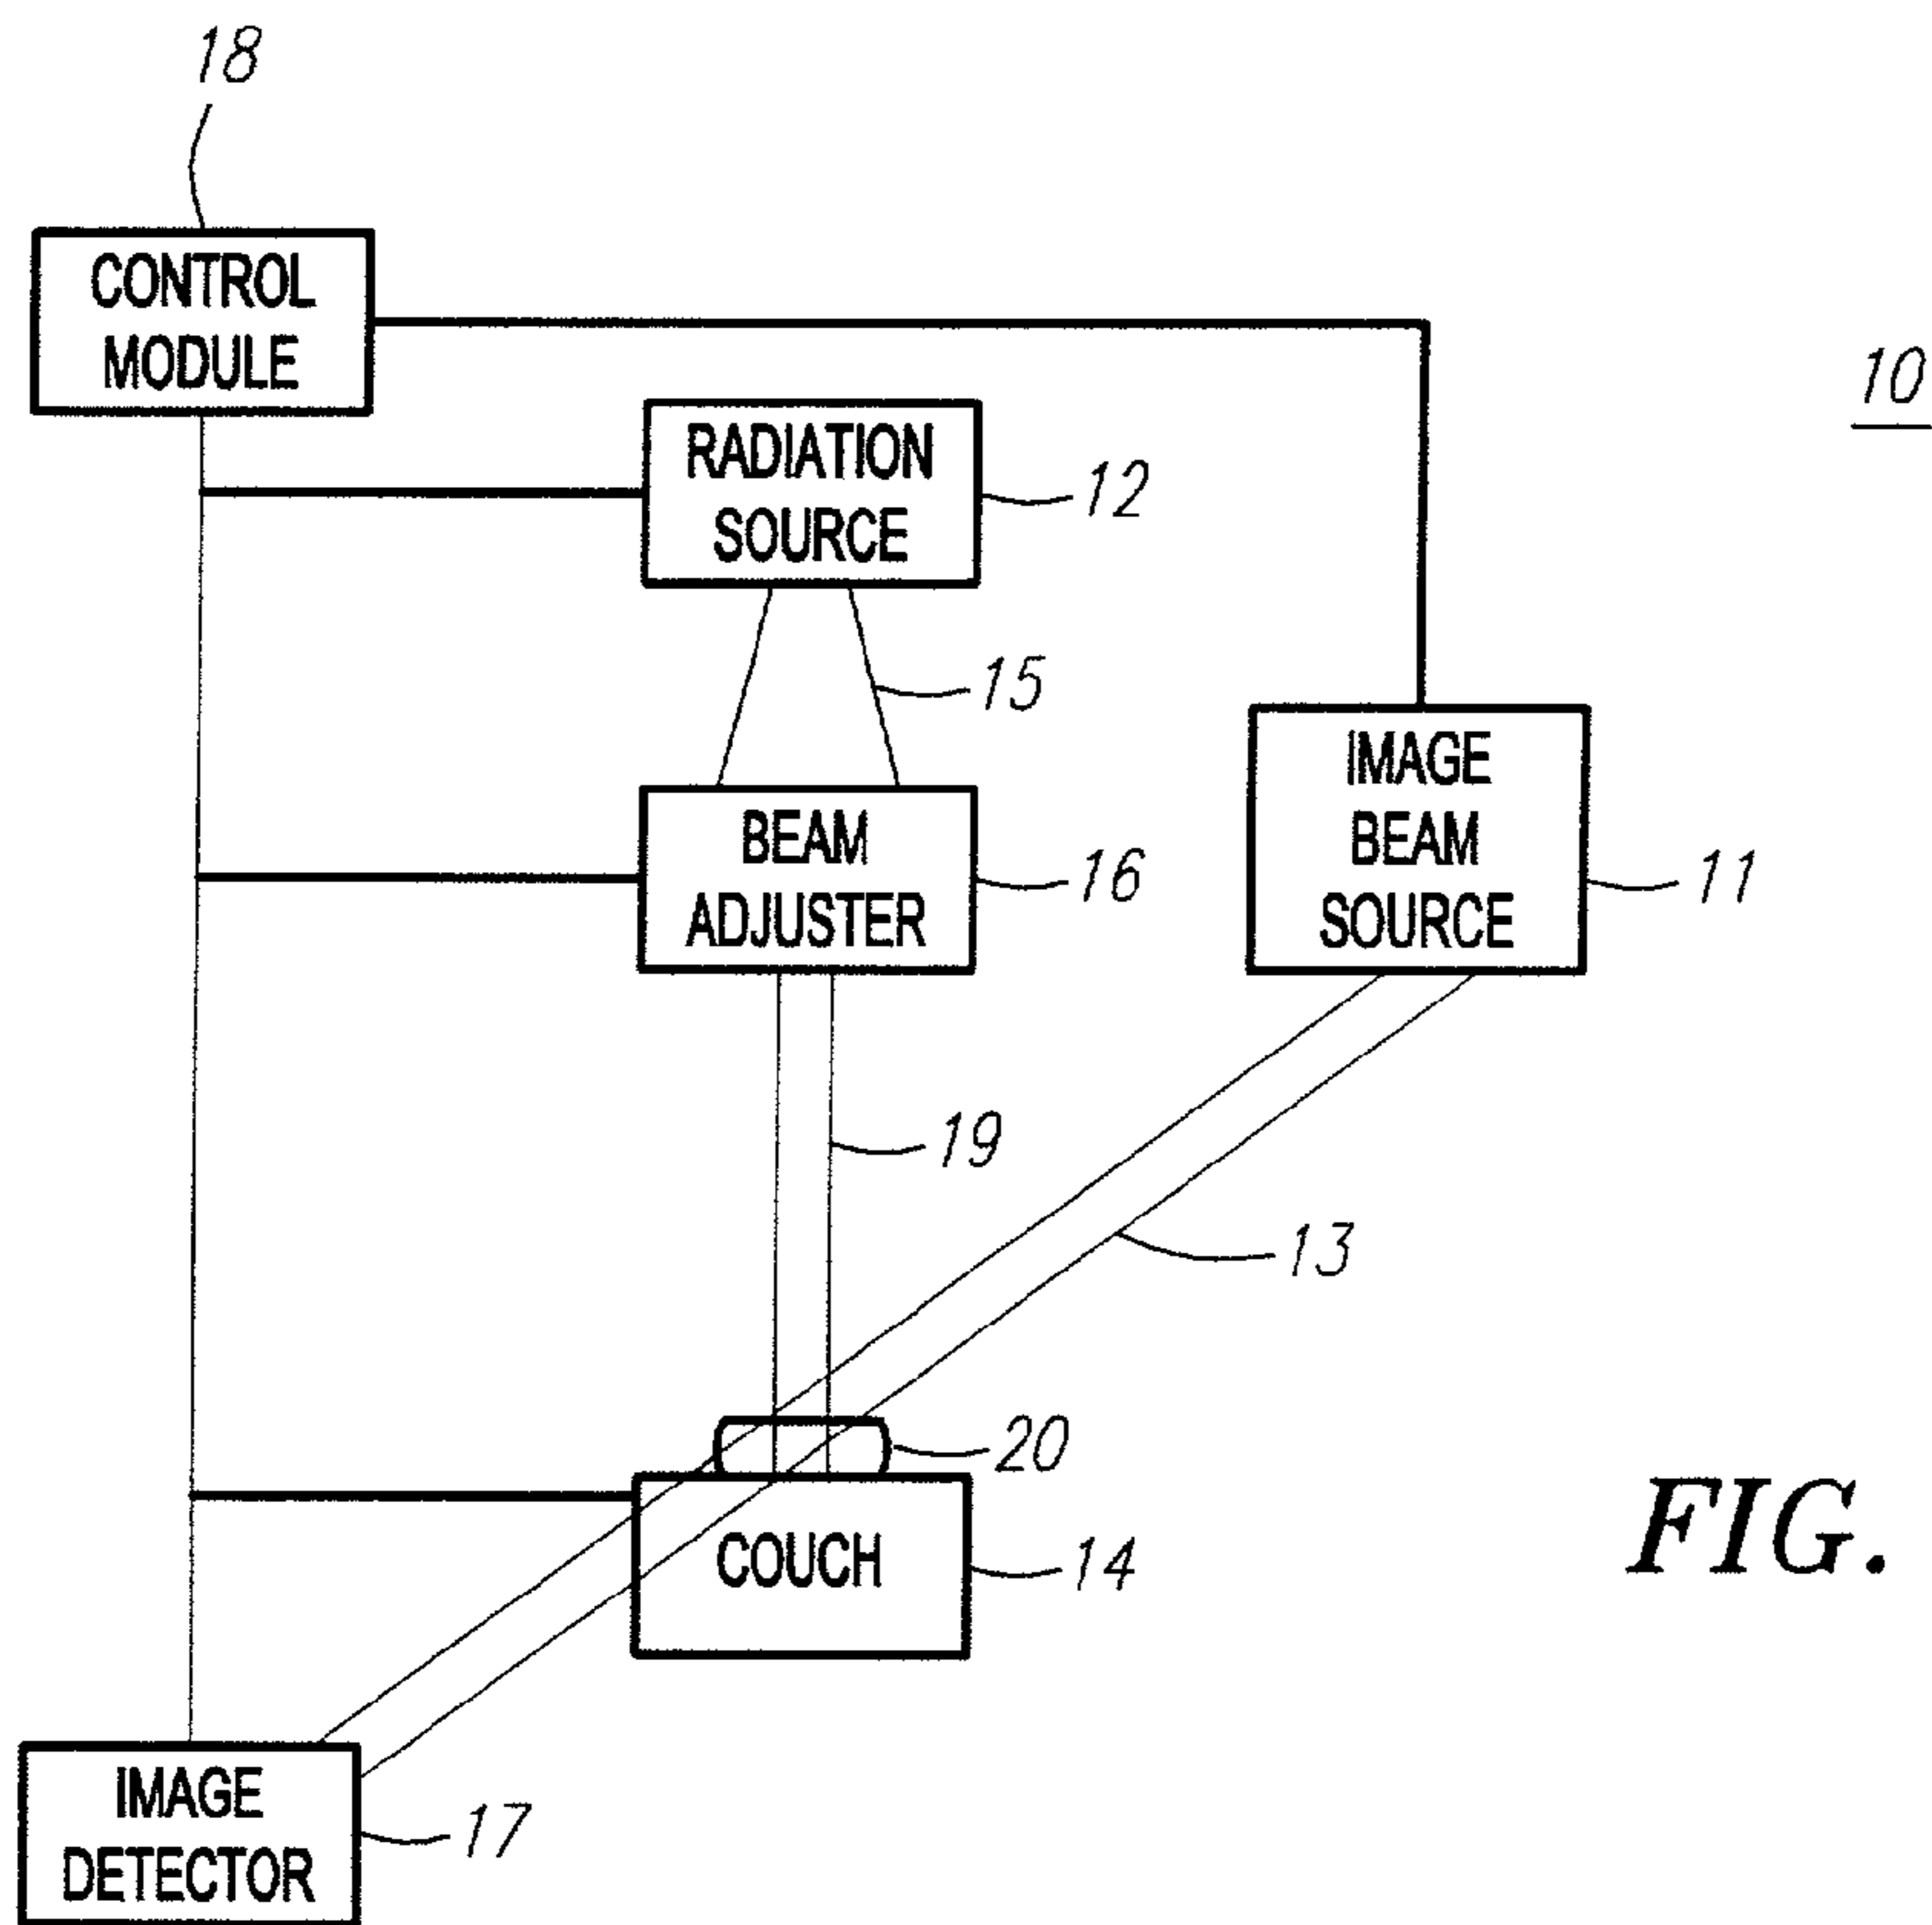 18
CONTROL
MODULE
10
RADIATION
SOURCE
12
15
IMAGE
BEAM
SOURCE
11
BEAM
ADJUSTER
16
19
13
20
COUCH
14
FIG.
IMAGE
DETECTOR
17